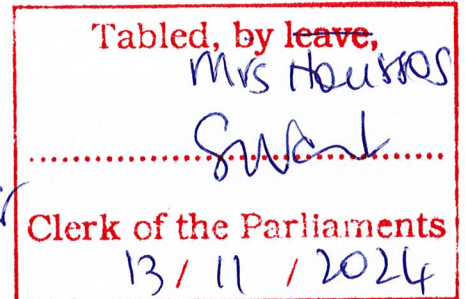 Tabled, by leave,
Mrs Houssos
Clerk of the Parliaments
13 / 11 / 2024